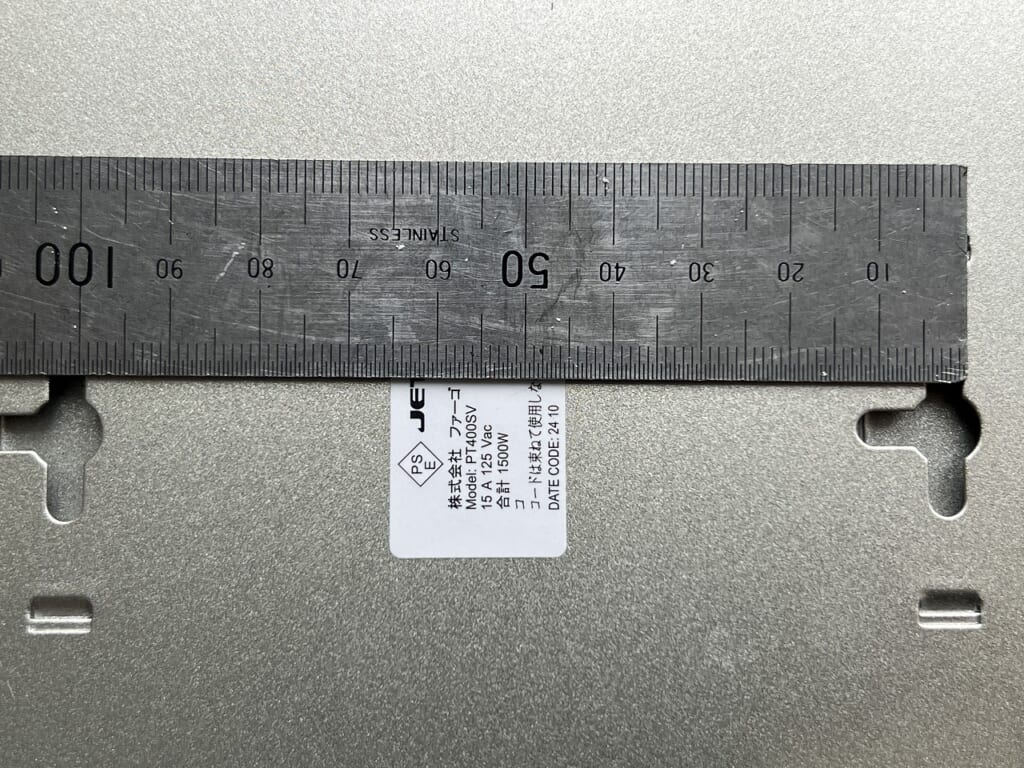 100 90 80 70 60 50 40 30 20 10
STAINLESS
JET
PS
E
株式会社 ファーゴ
Model: PT400SV
15 A 125 Vac
合計 1500W
コ
コードは束ねて使用しな
DATE CODE: 24 10